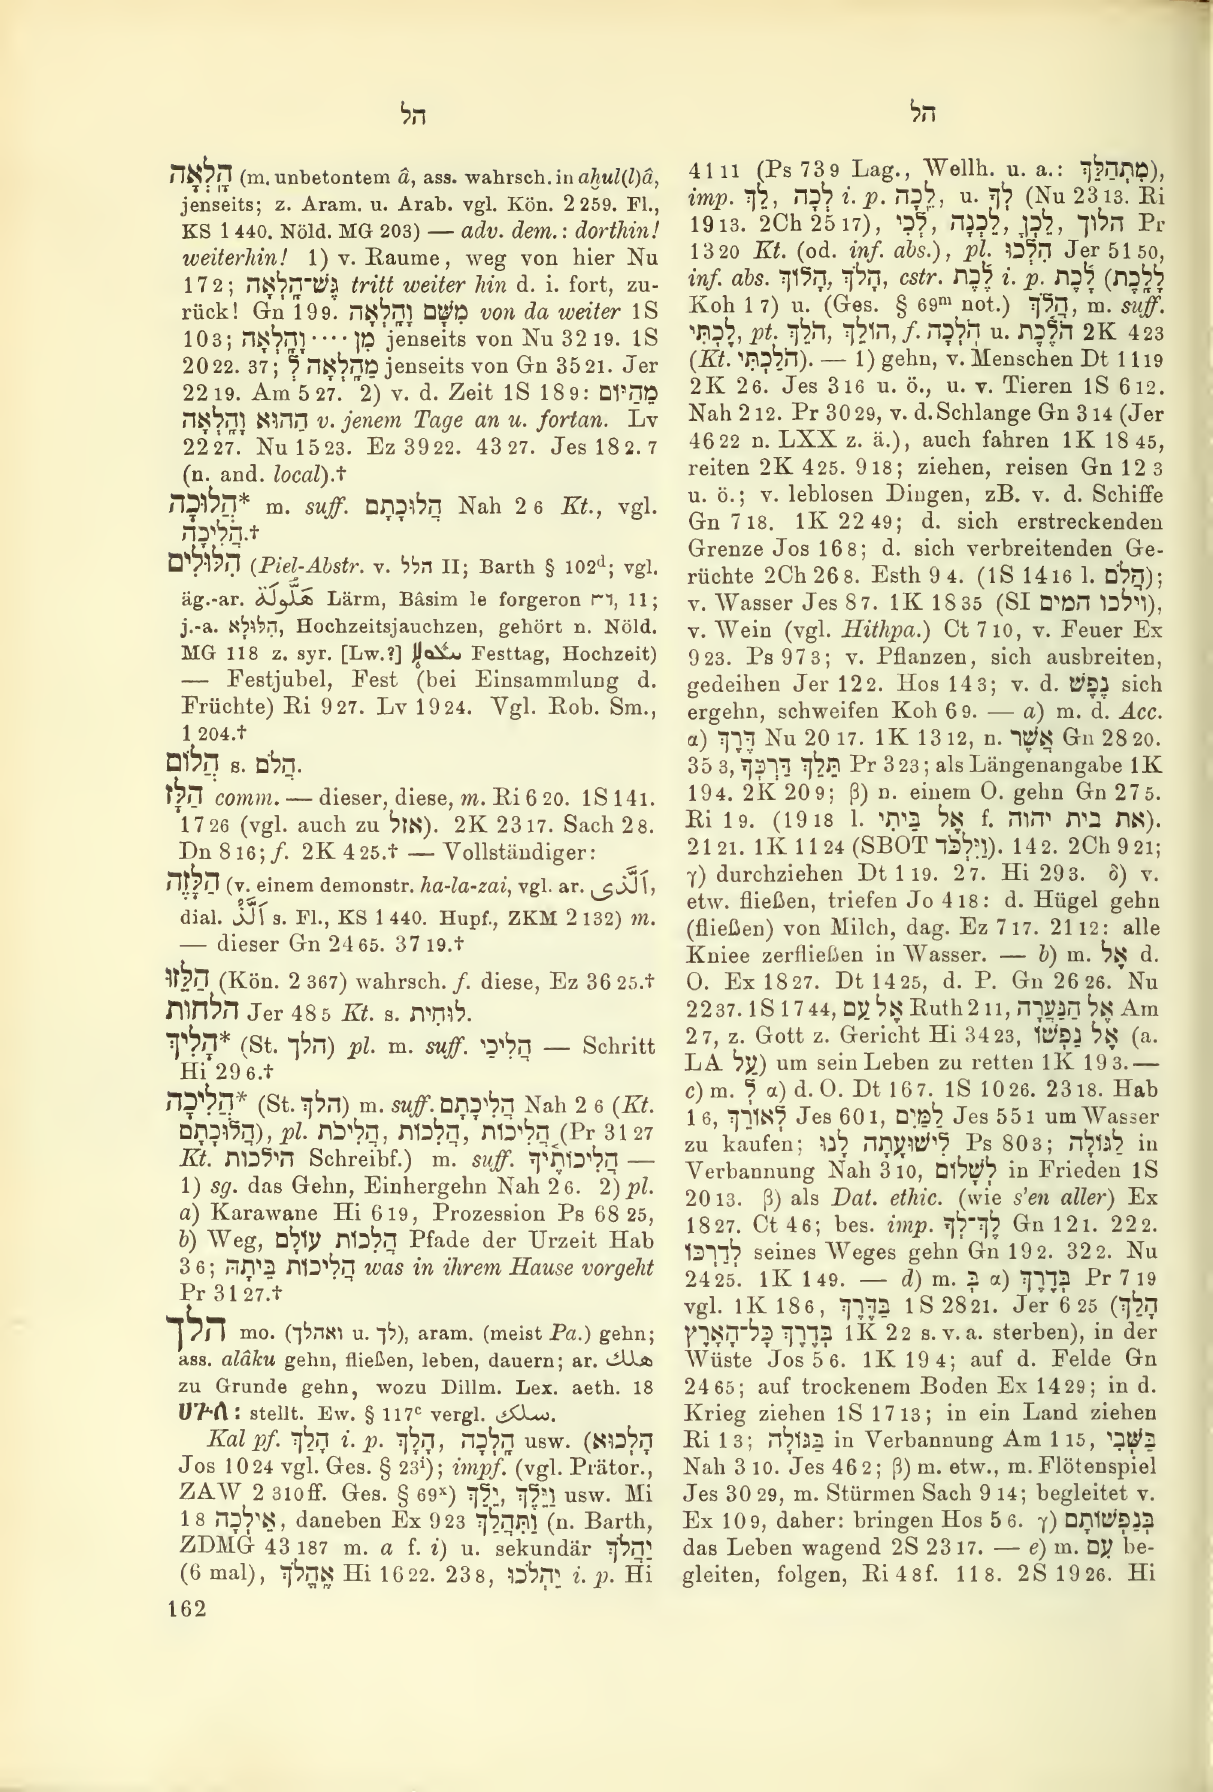 הל
הל
הָלְאָה (m. unbetontem â, ass. wahrsch. in aḫul(l)â,
jenseits; z. Aram. u. Arab. vgl. Kön. 2 259. Fl.,
KS 1 440. Nöld. MG 203) — adv. dem.: dorthin!
weiterhin! 1) v. Raume, weg von hier Nu
17 2; גֶּשׁ־הָלְאָה tritt weiter hin d. i. fort, zu-
rück! Gn 19 9. מִשָּׁם וָהָלְאָה von da weiter 1S
10 3; מִן ···· וָהָלְאָה jenseits von Nu 32 19. 1S
20 22. 37; מֵהָלְאָה לְ jenseits von Gn 35 21. Jer
22 19. Am 5 27. 2) v. d. Zeit 1S 18 9: מֵהַיּוֹם
הַהוּא וָהָלְאָה v. jenem Tage an u. fortan. Lv
22 27. Nu 15 23. Ez 39 22. 43 27. Jes 18 2. 7
(n. and. local).†
הֲלוּכָה* m. suff. הֲלוּכָתָם Nah 2 6 Kt., vgl.
הֲלִיכָה.†
הִלּוּלִים (Piel-Abstr. v. הלל II; Barth § 102ᵈ; vgl.
äg.-ar. هَلُّولَة Lärm, Bâsim le forgeron ٢٦, 11;
j.-a. הִלּוּלָא, Hochzeitsjauchzen, gehört n. Nöld.
MG 118 z. syr. [Lw.?] Festtag, Hochzeit)
— Festjubel, Fest (bei Einsammlung d.
Früchte) Ri 9 27. Lv 19 24. Vgl. Rob. Sm.,
1 204.†
הֲלוֹם s. הֲלֹם.
הַלָּז comm. — dieser, diese, m. Ri 6 20. 1S 14 1.
17 26 (vgl. auch zu אזל). 2K 23 17. Sach 2 8.
Dn 8 16; f. 2K 4 25.† — Vollständiger:
הַלָּזֶה (v. einem demonstr. ha-la-zai, vgl. ar. اَلَّذِى,
dial. اَلَّذُ s. Fl., KS 1 440. Hupf., ZKM 2 132) m.
— dieser Gn 24 65. 37 19.†
הַלֵּזוּ (Kön. 2 367) wahrsch. f. diese, Ez 36 25.†
הלחות Jer 48 5 Kt. s. לוּחִית.
הָלִיךְ* (St. הלך) pl. m. suff. הֲלִיכַי — Schritt
Hi 29 6.†
הֲלִיכָה* (St. הלך) m. suff. הֲלִיכָתָם Nah 2 6 (Kt.
הֲלוּכָתָם), pl. הֲלִיכוֹת, הֲלִכוֹת, הֲלִיכֹת (Pr 31 27
Kt. הילכות Schreibf.) m. suff. הֲלִיכוֹתֶיךָ —
1) sg. das Gehn, Einhergehn Nah 2 6. 2) pl.
a) Karawane Hi 6 19, Prozession Ps 68 25,
b) Weg, הֲלִכוֹת עוֹלָם Pfade der Urzeit Hab
3 6; הֲלִיכוֹת בֵּיתָהּ was in ihrem Hause vorgeht
Pr 31 27.†
הלך mo. (ואהלך u. לך), aram. (meist Pa.) gehn;
ass. alâku gehn, fließen, leben, dauern; ar. هلك
zu Grunde gehn, wozu Dillm. Lex. aeth. 18
ሀጕለ፡ stellt. Ew. § 117ᶜ vergl. سلك.
Kal pf. הָלַךְ i. p. הָלָךְ, הָלְכָה usw. (הָלְכוּא
Jos 10 24 vgl. Ges. § 23ⁱ); impf. (vgl. Prätor.,
ZAW 2 310ff. Ges. § 69ˣ) יֵלֵךְ, וַיֵּלֶךְ usw. Mi
1 8 אֵילְכָה, daneben Ex 9 23 וַתִּהֲלַךְ (n. Barth,
ZDMG 43 187 m. a f. i) u. sekundär יַהֲלֹךְ
(6 mal), אֶהֱלֹךְ Hi 16 22. 23 8, יַהֲלֹכוּ i. p. Hi
162
41 11 (Ps 73 9 Lag., Wellh. u. a.: מִתְהַלֵּךְ),
imp. לֵךְ, לְכָה i. p. לֵכָה, u. לֶךְ (Nu 23 13. Ri
19 13. 2Ch 25 17), לְכִי, לֵכְנָה, לֵכְןָ, הלוך Pr
13 20 Kt. (od. inf. abs.), pl. הִלְכוּ Jer 51 50,
inf. abs. הָלֹךְ, הָלוֹךְ, cstr. לֶכֶת i. p. לָכֶת (לָלֶכֶת
Koh 1 7) u. (Ges. § 69ᵐ not.) הֲלֹךְ, m. suff.
לֶכְתִּי, pt. הֹלֵךְ, הוֹלֵךְ, f. הֹלְכָה u. הֹלֶכֶת 2K 4 23
(Kt. הֹלַכְתִּי). — 1) gehn, v. Menschen Dt 11 19
2K 2 6. Jes 3 16 u. ö., u. v. Tieren 1S 6 12.
Nah 2 12. Pr 30 29, v. d. Schlange Gn 3 14 (Jer
46 22 n. LXX z. ä.), auch fahren 1K 18 45,
reiten 2K 4 25. 9 18; ziehen, reisen Gn 12 3
u. ö.; v. leblosen Dingen, zB. v. d. Schiffe
Gn 7 18. 1K 22 49; d. sich erstreckenden
Grenze Jos 16 8; d. sich verbreitenden Ge-
rüchte 2Ch 26 8. Esth 9 4. (1S 14 16 l. הֲלֹם);
v. Wasser Jes 8 7. 1K 18 35 (SI וילכו המים),
v. Wein (vgl. Hithpa.) Ct 7 10, v. Feuer Ex
9 23. Ps 97 3; v. Pflanzen, sich ausbreiten,
gedeihen Jer 12 2. Hos 14 3; v. d. נֶפֶשׁ sich
ergehn, schweifen Koh 6 9. — a) m. d. Acc.
α) דֶּרֶךְ Nu 20 17. 1K 13 12, n. אֲשֶׁר Gn 28 20.
35 3, תֵּלֵךְ דַּרְכֶּךָ Pr 3 23; als Längenangabe 1K
19 4. 2K 20 9; β) n. einem O. gehn Gn 27 5.
Ri 19. (19 18 l. אֶל בֵּיתִי f. את בית יהוה).
21 21. 1K 11 24 (SBOT וַיִּלְכֹּד). 14 2. 2Ch 9 21;
γ) durchziehen Dt 1 19. 2 7. Hi 29 3. δ) v.
etw. fließen, triefen Jo 4 18: d. Hügel gehn
(fließen) von Milch, dag. Ez 7 17. 21 12: alle
Kniee zerfließen in Wasser. — b) m. אֶל d.
O. Ex 18 27. Dt 14 25, d. P. Gn 26 26. Nu
22 37. 1S 17 44, אֶל עַם Ruth 2 11, אֶל הַנַּעֲרָה Am
2 7, z. Gott z. Gericht Hi 34 23, אֶל נַפְשׁוֹ (a.
LA עַל) um sein Leben zu retten 1K 19 3. —
c) m. לְ α) d. O. Dt 16 7. 1S 10 26. 23 18. Hab
1 6, לְאוֹרֵךְ Jes 60 1, לַמַּיִם Jes 55 1 um Wasser
zu kaufen; לִישׁוּעָתָה לָּנוּ Ps 80 3; לַגּוֹלָה in
Verbannung Nah 3 10, לְשָׁלוֹם in Frieden 1S
20 13. β) als Dat. ethic. (wie s’en aller) Ex
18 27. Ct 4 6; bes. imp. לֶךְ־לְךָ Gn 12 1. 22 2.
לְדַרְכּוֹ seines Weges gehn Gn 19 2. 32 2. Nu
24 25. 1K 14 9. — d) m. בְּ α) בְּדֶרֶךְ Pr 7 19
vgl. 1K 18 6, בַּדֶּרֶךְ 1S 28 21. Jer 6 25 (הָלַךְ
בְּדֶרֶךְ כָּל־הָאָרֶץ 1K 2 2 s. v. a. sterben), in der
Wüste Jos 5 6. 1K 19 4; auf d. Felde Gn
24 65; auf trockenem Boden Ex 14 29; in d.
Krieg ziehen 1S 17 13; in ein Land ziehen
Ri 1 3; בַּגּוֹלָה in Verbannung Am 1 15, בַּשְּׁבִי
Nah 3 10. Jes 46 2; β) m. etw., m. Flötenspiel
Jes 30 29, m. Stürmen Sach 9 14; begleitet v.
Ex 10 9, daher: bringen Hos 5 6. γ) בְּנַפְשׁוֹתָם
das Leben wagend 2S 23 17. — e) m. עִם be-
gleiten, folgen, Ri 4 8f. 11 8. 2S 19 26. Hi